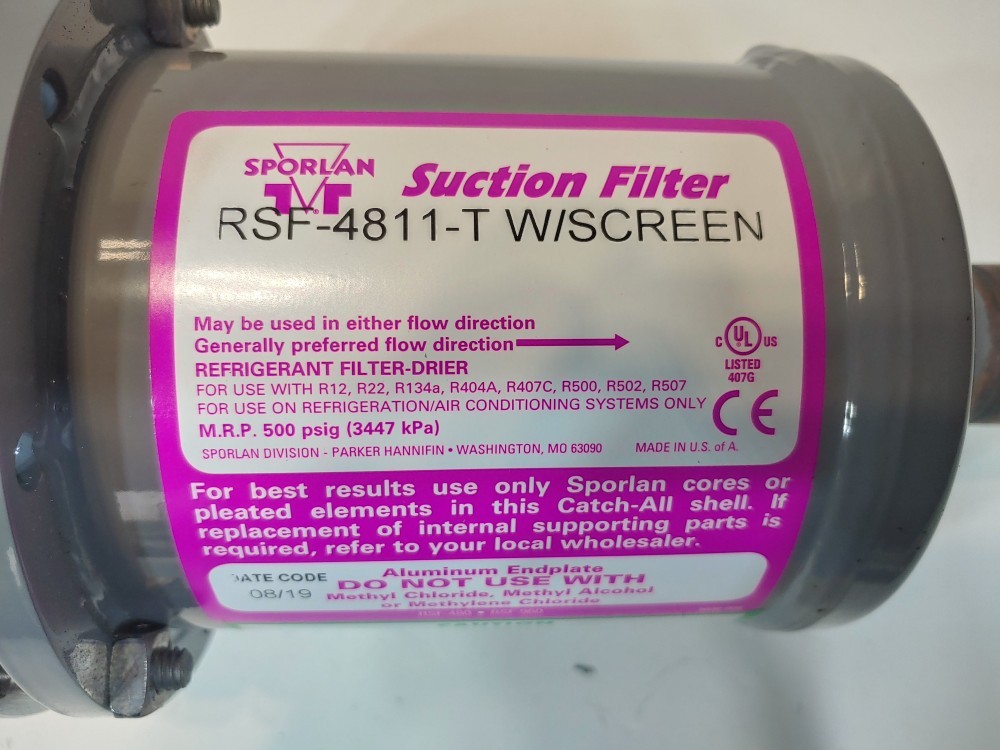 SPORLAN
Suction Filter
RSF-4811-T W/SCREEN
May be used in either flow direction
Generally preferred flow direction
REFRIGERANT FILTER-DRIER
FOR USE WITH R12, R22, R134a, R404A, R407C, R500, R502, R507
FOR USE ON REFRIGERATION/AIR CONDITIONING SYSTEMS ONLY
M.R.P. 500 psig (3447 kPa)
SPORLAN DIVISION - PARKER HANNIFIN • WASHINGTON, MO 63090
MADE IN U.S. of A.
C UL US
LISTED
407G
CE
For best results use only Sporlan cores or
pleated elements in this Catch-All shell. If
replacement of internal supporting parts is
required, refer to your local wholesaler.
DATE CODE
08/19
Aluminum Endplate
DO NOT USE WITH
Methyl Chloride, Methyl Alcohol
or Methylene Chloride
CAUTION